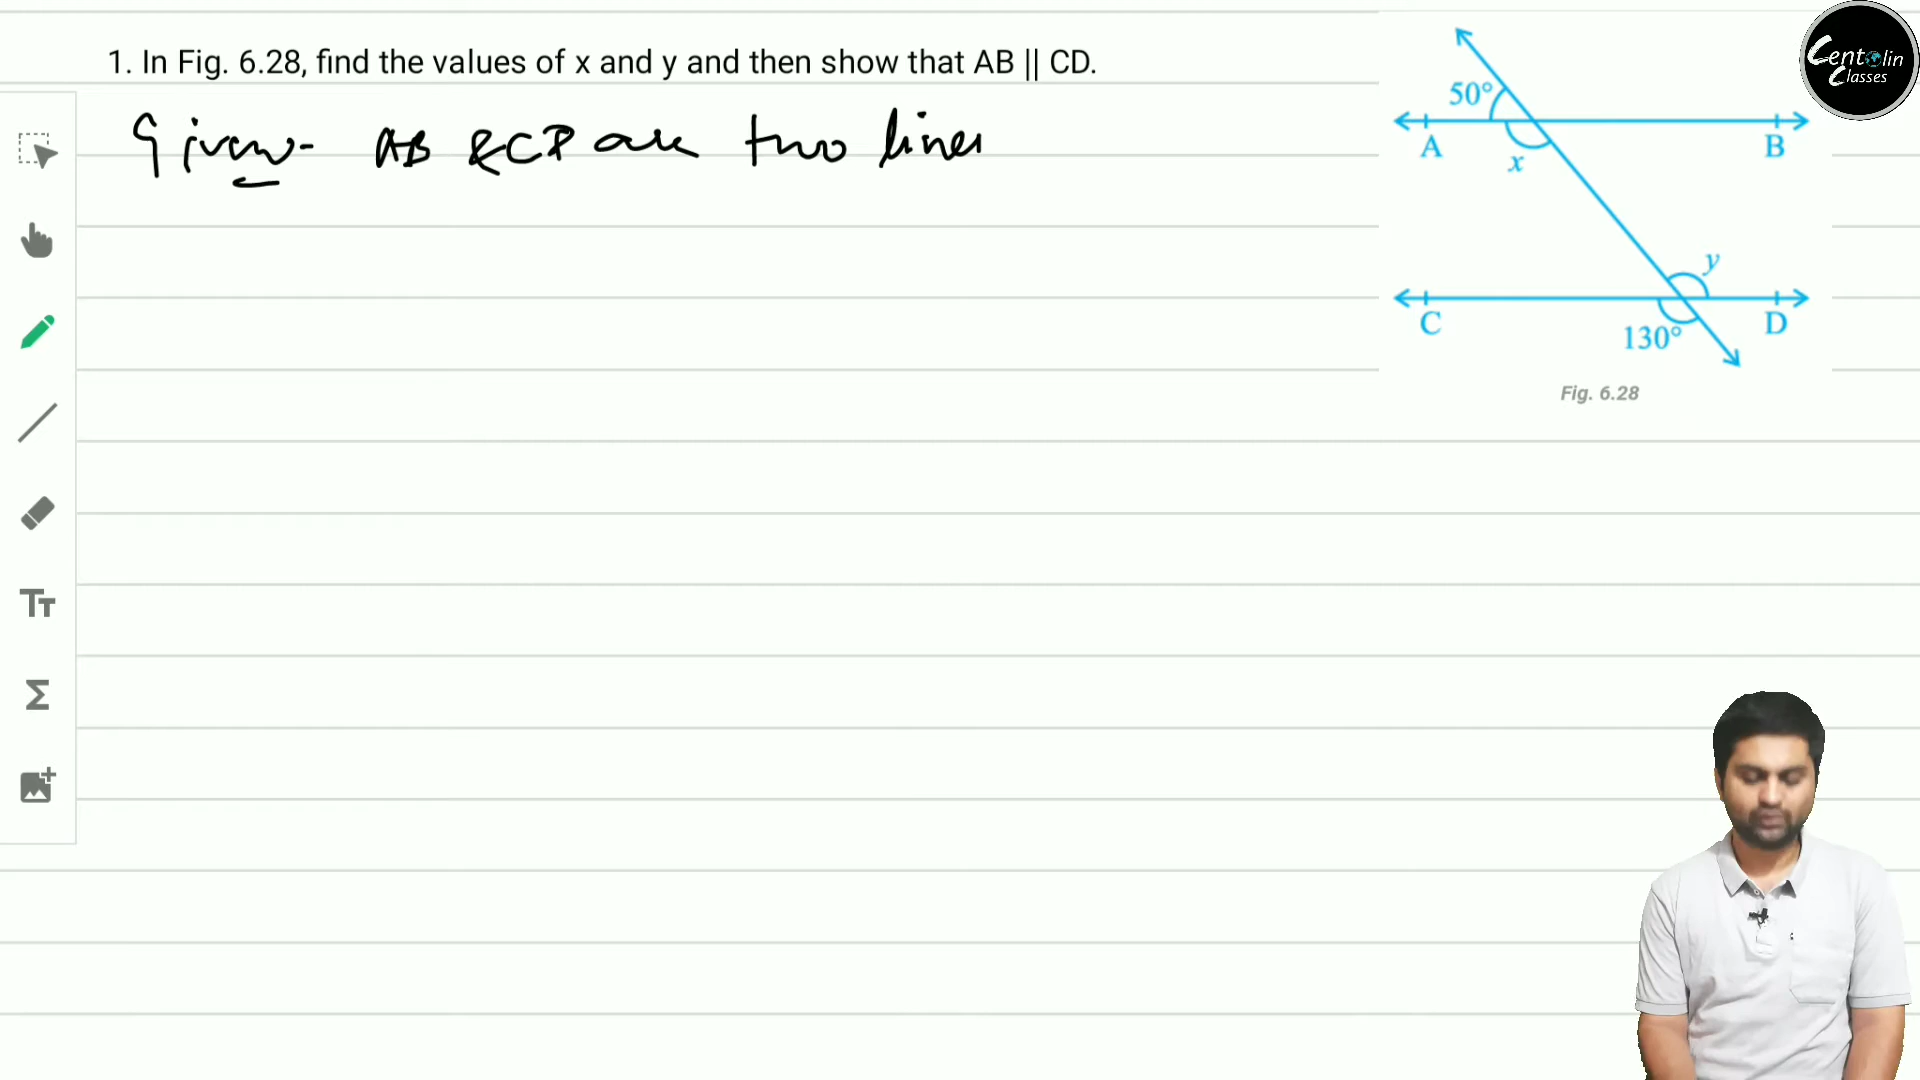 1. In Fig. 6.28, find the values of x and y and then show that AB || CD.
Given- AB & CD are two lines
50°
A
B
x
y
C
130°
D
Fig. 6.28
Centolin
Classes
Tт
Σ